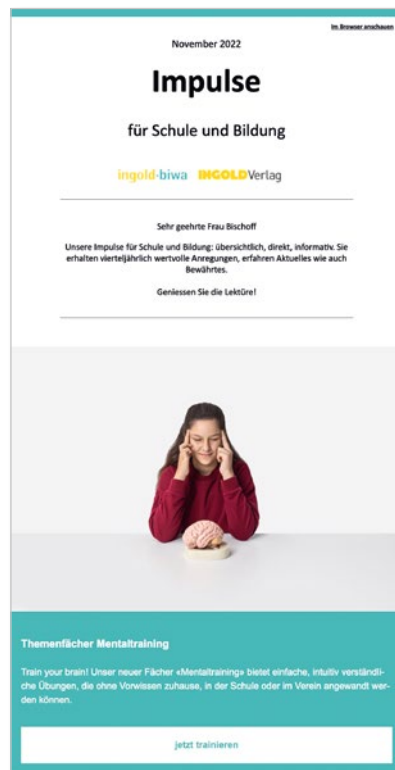 Im Browser anschauen
November 2022
Impulse
für Schule und Bildung
ingold-biwa INGOLDVerlag
Sehr geehrte Frau Bischoff
Unsere Impulse für Schule und Bildung: übersichtlich, direkt, informativ. Sie
erhalten vierteljährlich wertvolle Anregungen, erfahren Aktuelles wie auch
Bewährtes.
Geniessen Sie die Lektüre!
Themenfächer Mentaltraining
Train your brain! Unser neuer Fächer «Mentaltraining» bietet einfache, intuitiv verständli-
che Übungen, die ohne Vorwissen zuhause, in der Schule oder im Verein angewandt wer-
den können.
jetzt trainieren